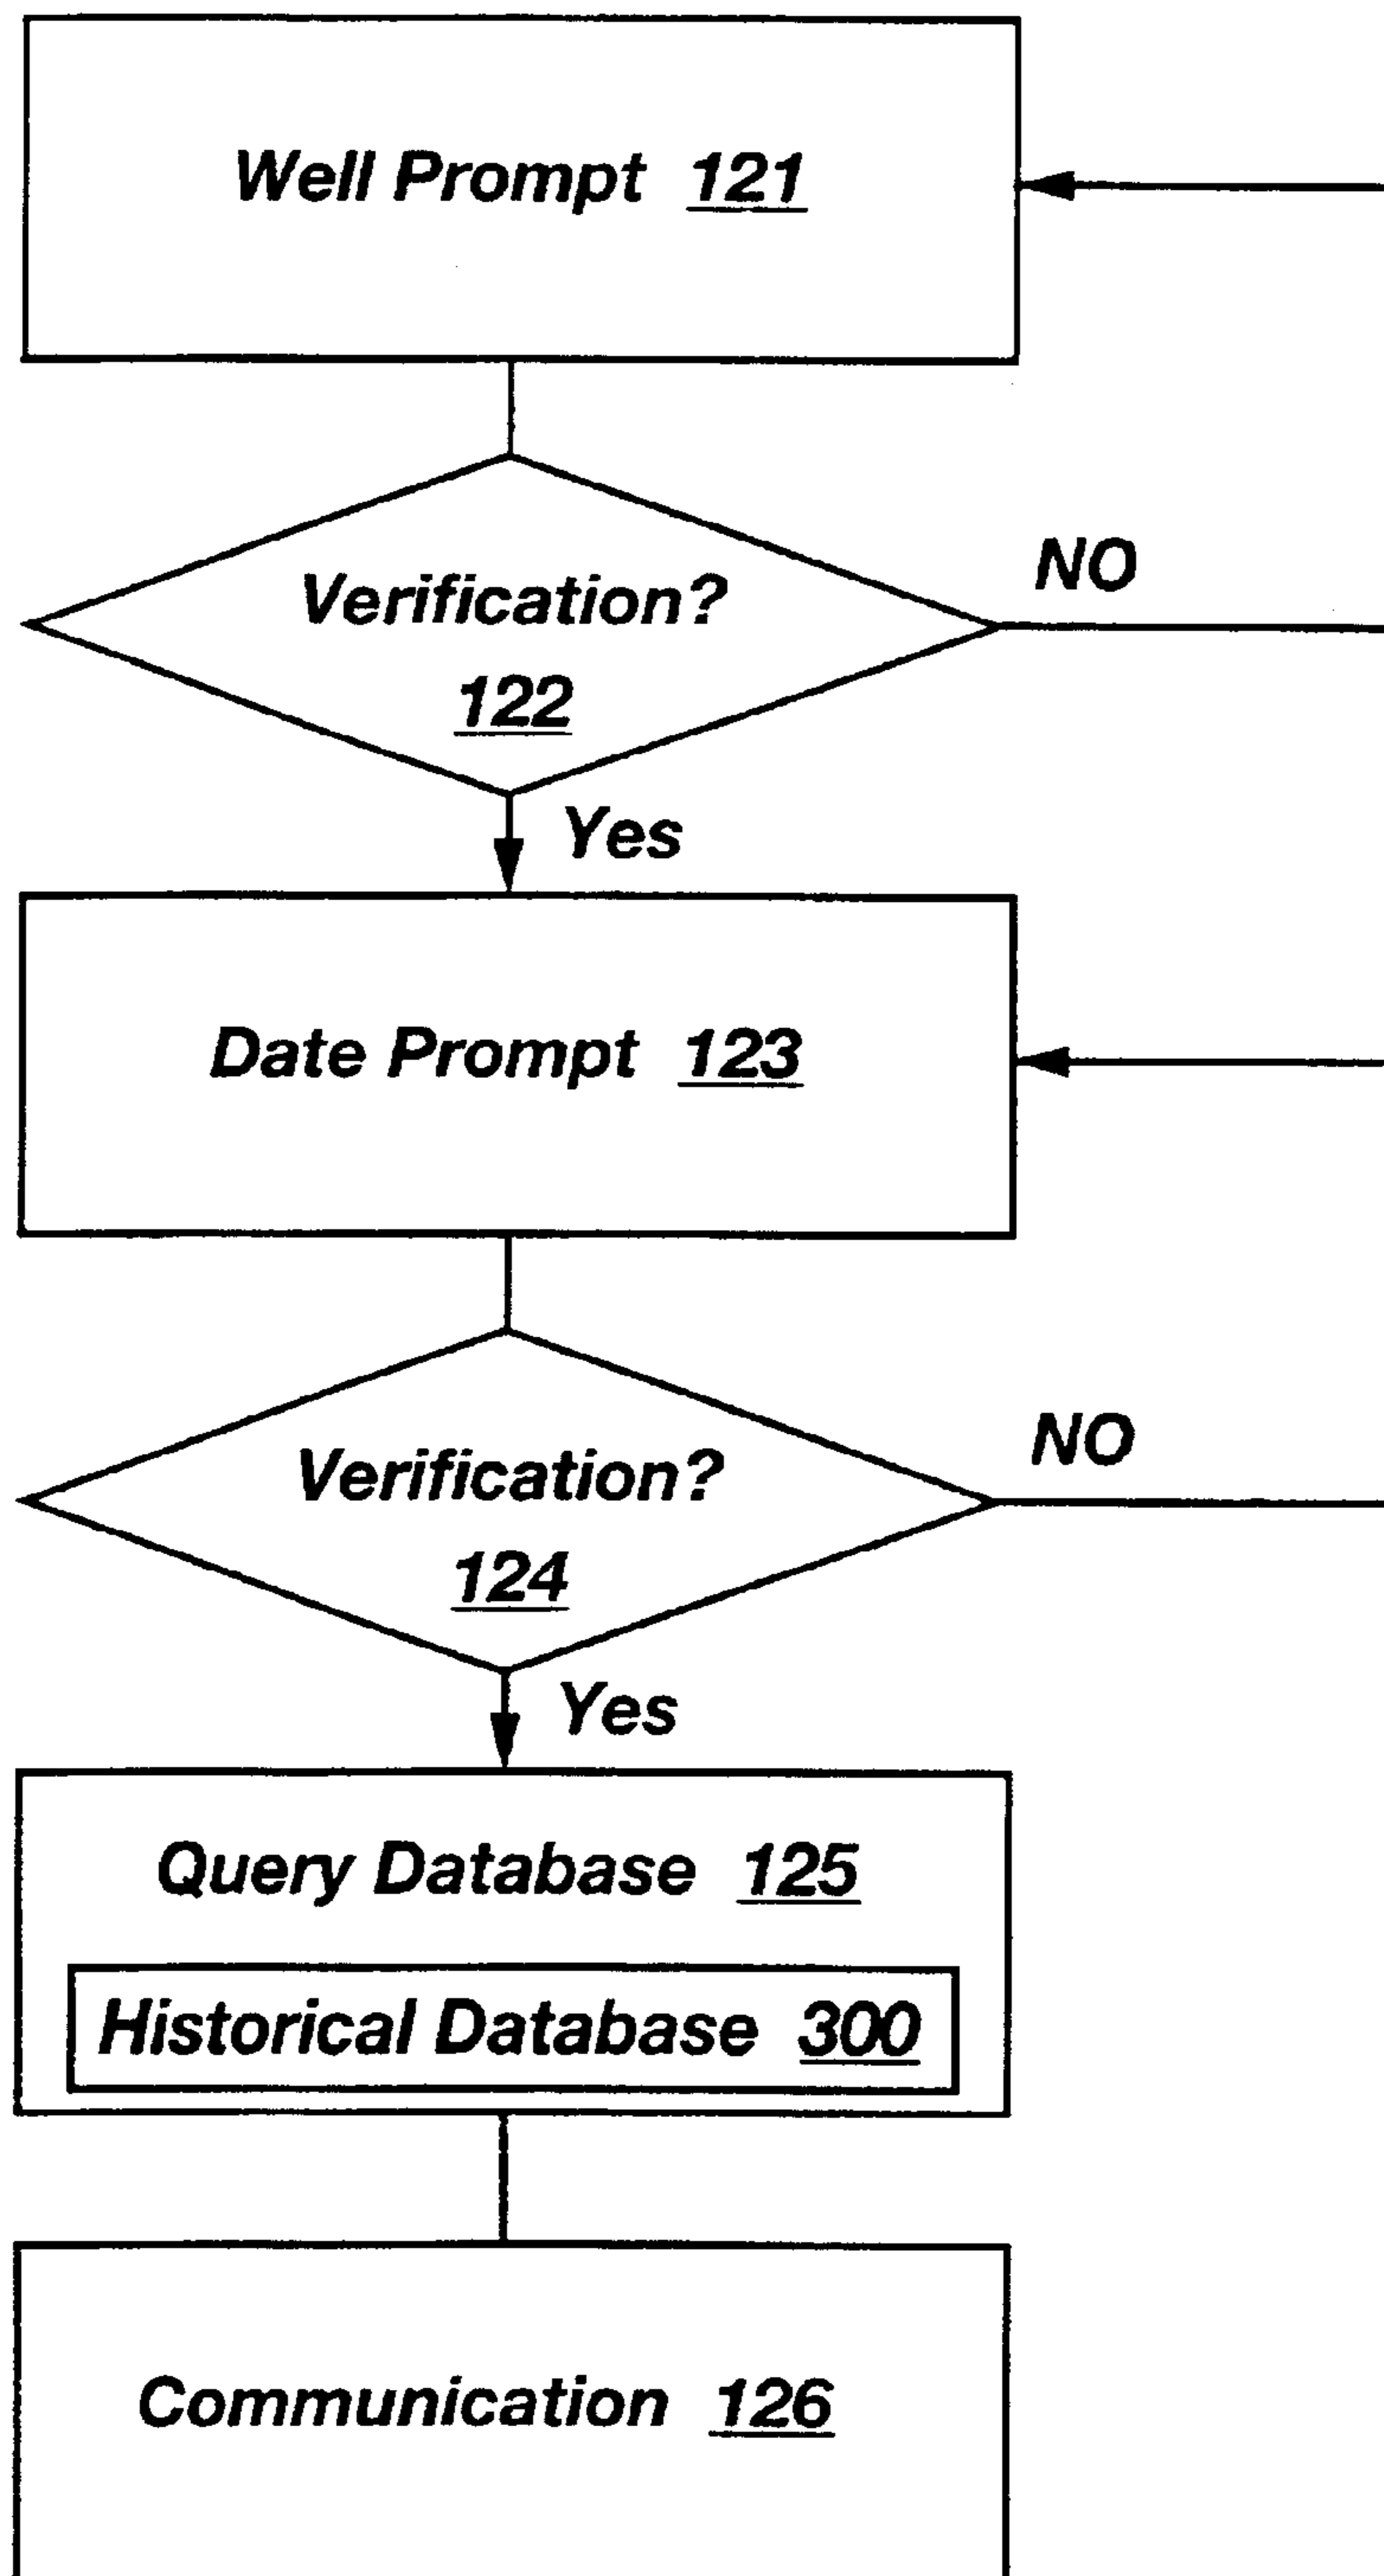 Well Prompt 121
Verification?
NO
122
Yes
Date Prompt 123
Verification?
NO
124
Yes
Query Database 125
Historical Database 300
Communication 126